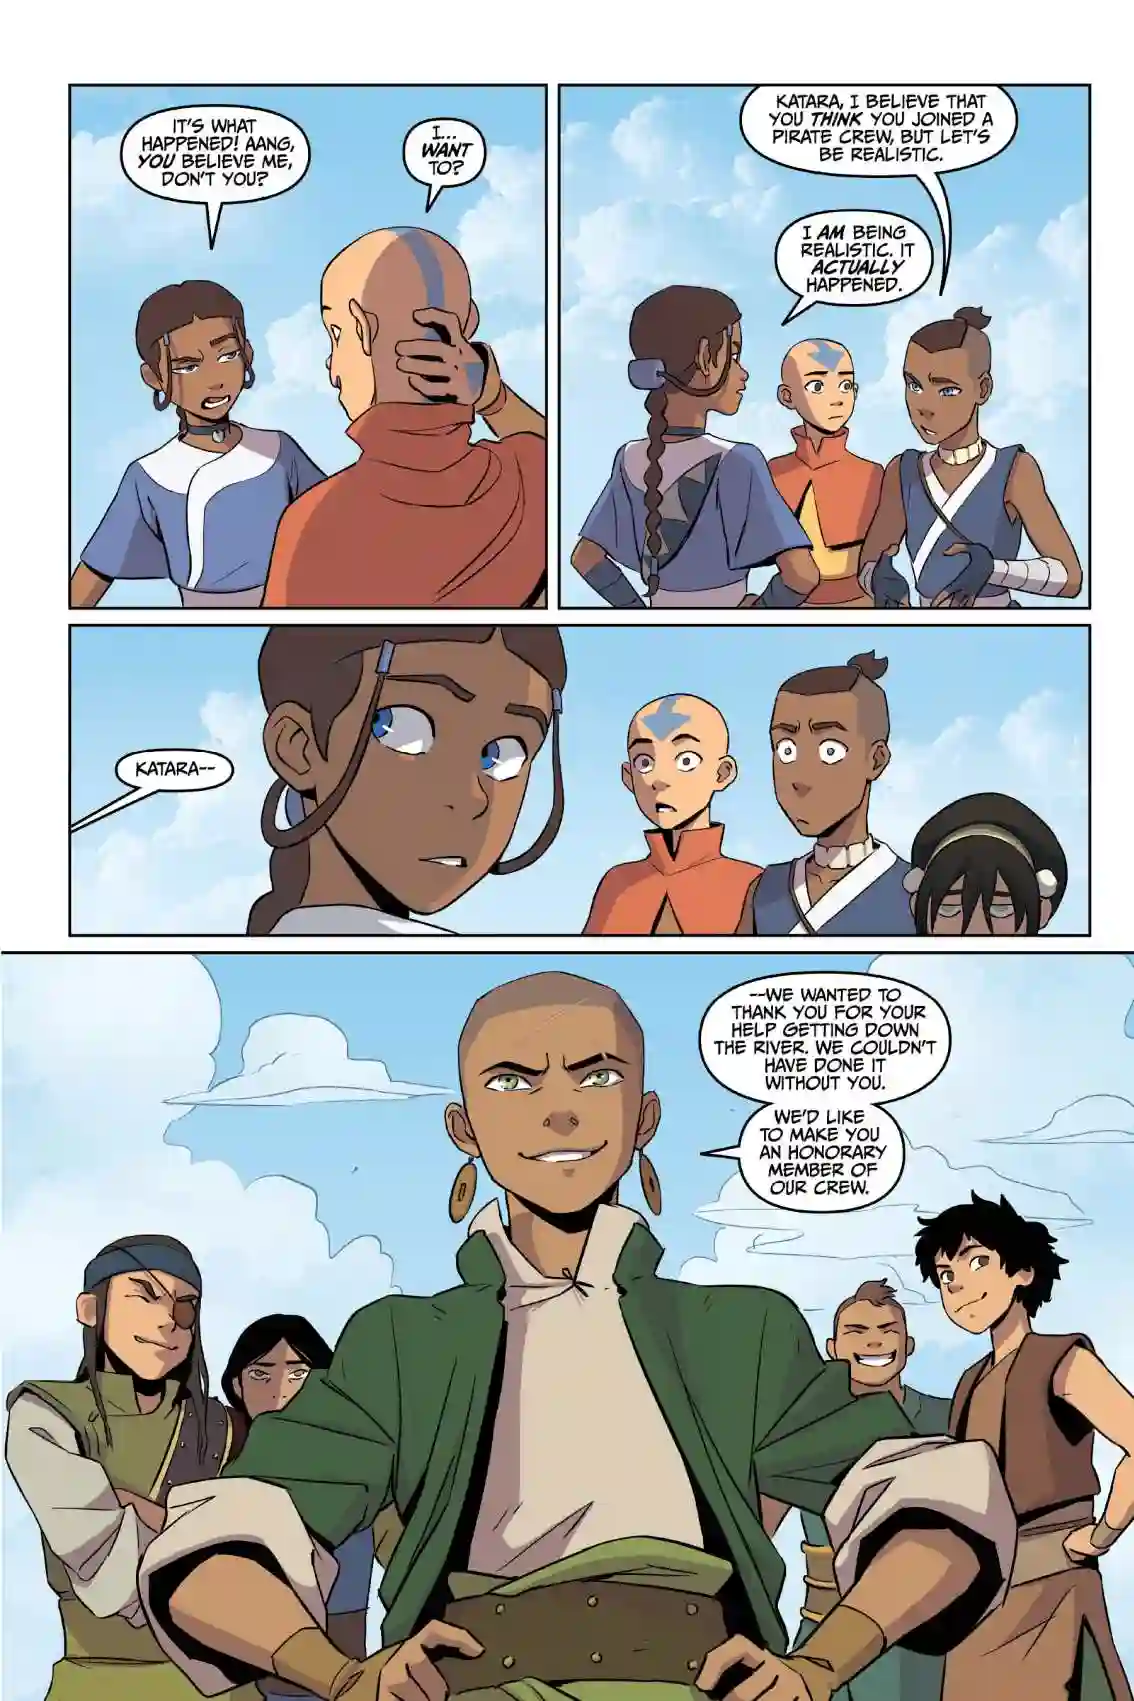 IT'S WHAT
HAPPENED! AANG,
YOU BELIEVE ME,
DON'T YOU?
I...
WANT
TO?
KATARA, I BELIEVE THAT
YOU THINK YOU JOINED A
PIRATE CREW, BUT LET'S
BE REALISTIC.
I AM BEING
REALISTIC. IT
ACTUALLY
HAPPENED.
KATARA--
--WE WANTED TO
THANK YOU FOR YOUR
HELP GETTING DOWN
THE RIVER. WE COULDN'T
HAVE DONE IT
WITHOUT YOU.
WE'D LIKE
TO MAKE YOU
AN HONORARY
MEMBER OF
OUR CREW.